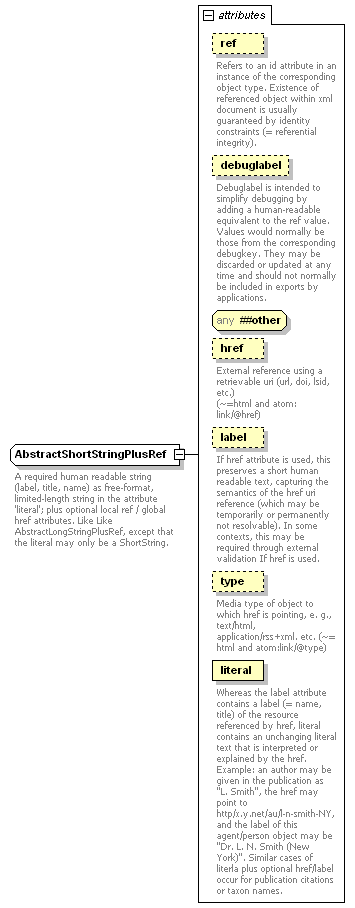 attributes
ref
Refers to an id attribute in an
instance of the corresponding
object type. Existence of
referenced object within xml
document is usually
guaranteed by identity
constraints (= referential
integrity).
debuglabel
Debuglabel is intended to
simplify debugging by
adding a human-readable
equivalent to the ref value.
Values would normally be
those from the corresponding
debugkey. They may be
discarded or updated at any
time and should not normally
be included in exports by
applications.
any ##other
href
External reference using a
retrievable uri (url, doi, lsid,
etc.)
(~=html and atom:
link/@href)
label
If href attribute is used, this
preserves a short human
readable text, capturing the
semantics of the href uri
reference (which may be
temporarily or permanently
not resolvable). In some
contexts, this may be
required through external
validation If href is used.
type
Media type of object to
which href is pointing, e. g.,
text/html,
application/rss+xml. etc. (~=
html and atom:link/@type)
literal
Whereas the label attribute
contains a label (= name,
title) of the resource
referenced by href, literal
contains an unchanging literal
text that is interpreted or
explained by the href.
Example: an author may be
given in the publication as
"L. Smith", the href may
point to
http/x.y.net/au/l-n-smith-NY,
and the label of this
agent/person object may be
"Dr. L. N. Smith (New
York)". Similar cases of
literla plus optional href/label
occur for publication citations
or taxon names.
AbstractShortStringPlusRef
A required human readable string
(label, title, name) as free-format,
limited-length string in the attribute
'literal'; plus optional local ref / global
href attributes. Like Like
AbstractLongStringPlusRef, except that
the literal may only be a ShortString.